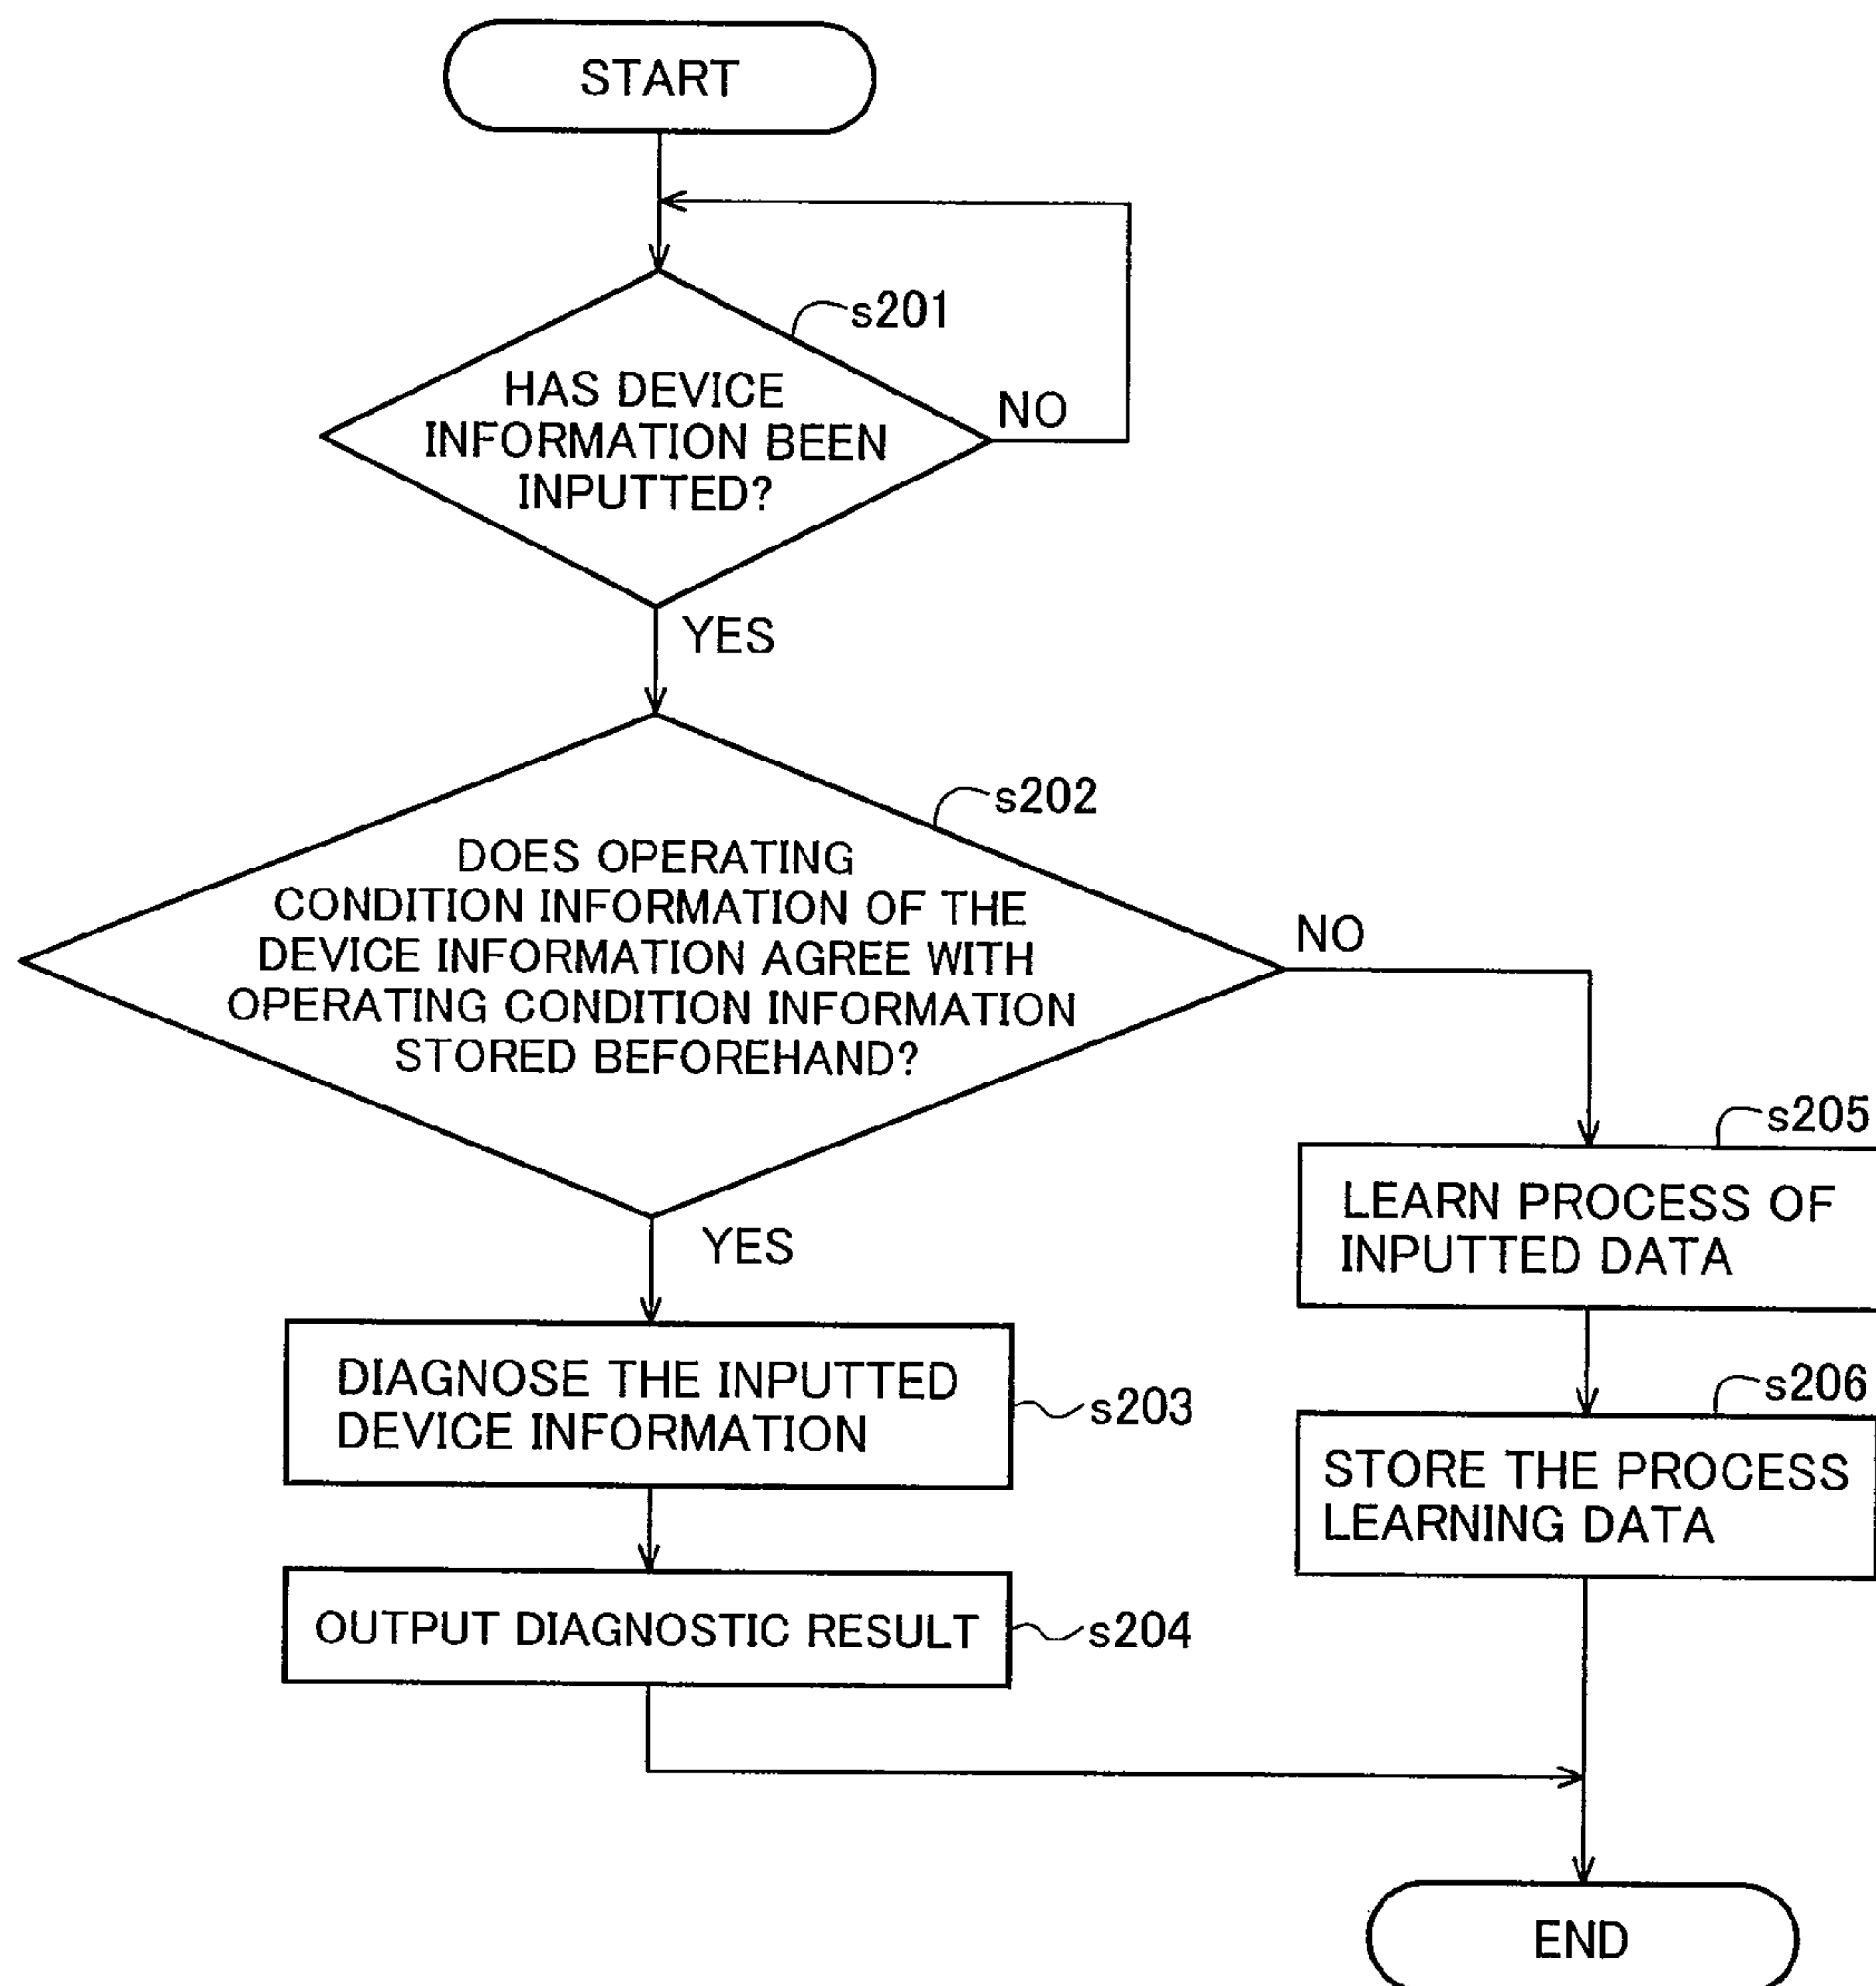 START
s201
HAS DEVICE
INFORMATION BEEN
INPUTTED?
NO
YES
s202
DOES OPERATING
CONDITION INFORMATION OF THE
DEVICE INFORMATION AGREE WITH
OPERATING CONDITION INFORMATION
STORED BEFOREHAND?
NO
YES
s203
DIAGNOSE THE INPUTTED
DEVICE INFORMATION
s204
OUTPUT DIAGNOSTIC RESULT
s205
LEARN PROCESS OF
INPUTTED DATA
s206
STORE THE PROCESS
LEARNING DATA
END